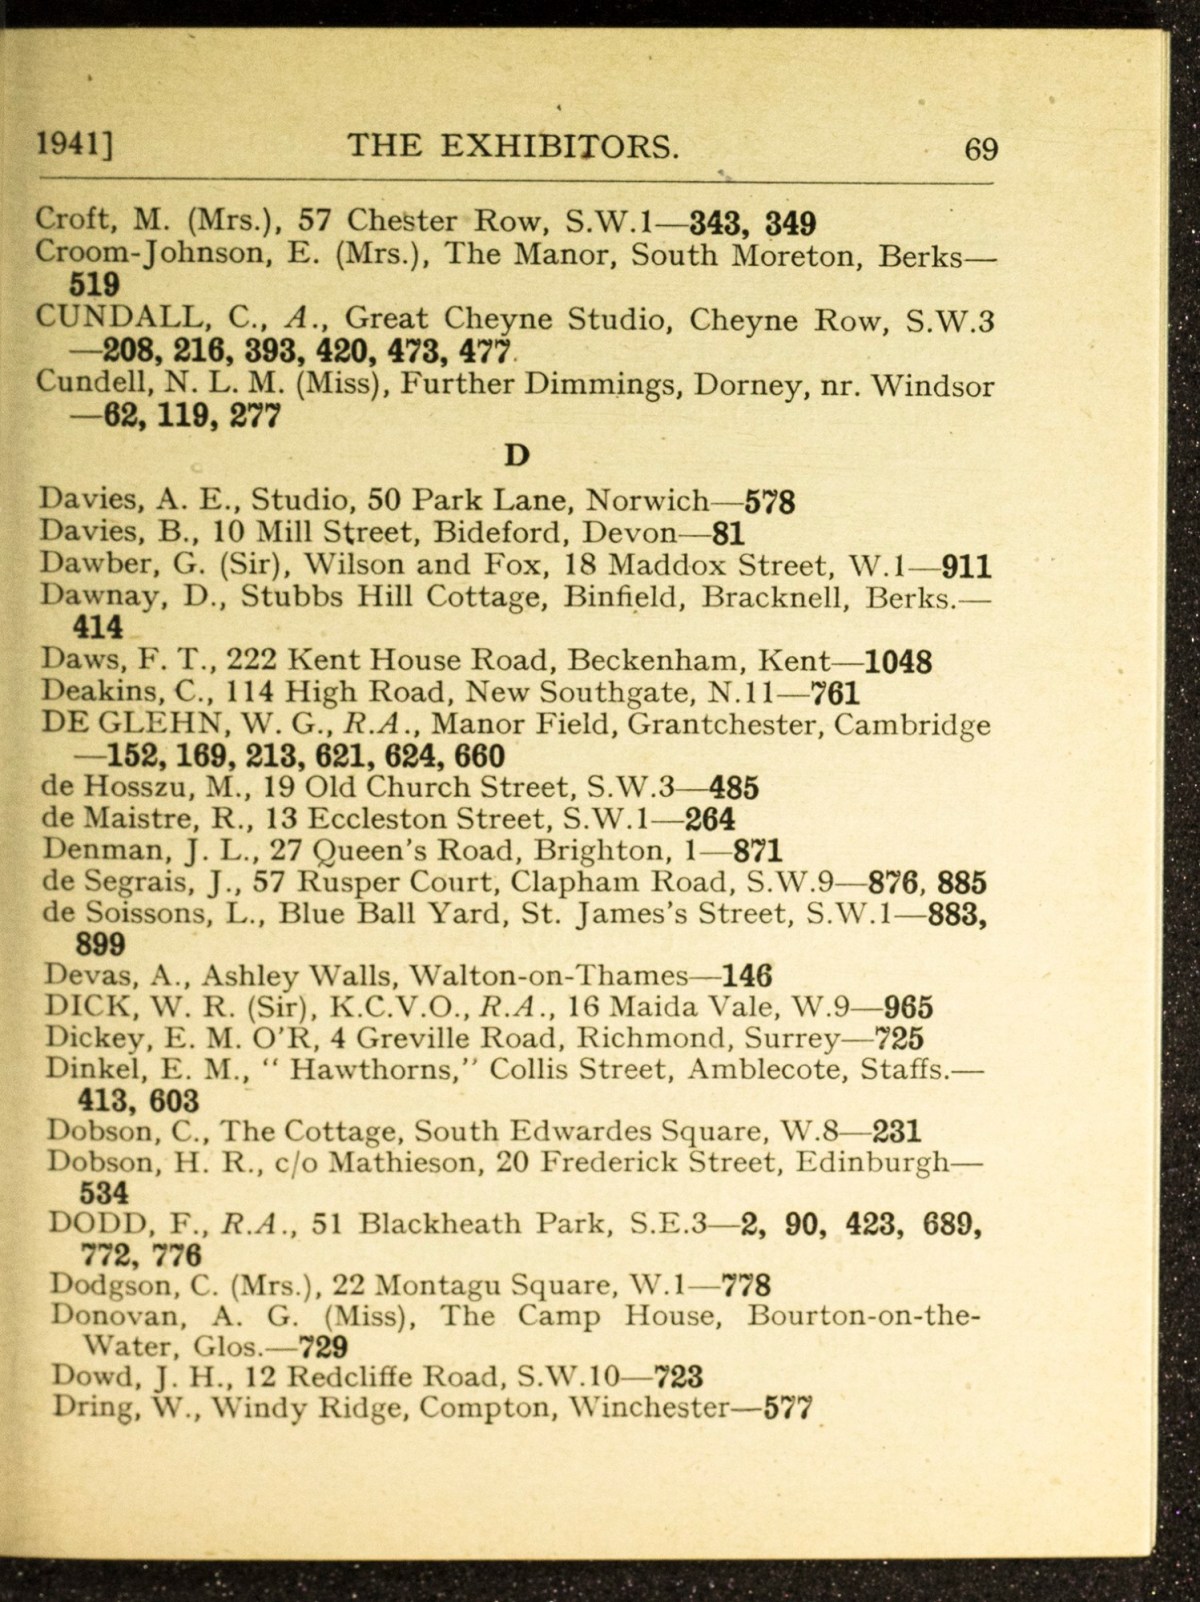 1941] THE EXHIBITORS. 69
Croft, M. (Mrs.), 57 Chester Row, S.W.1—343, 349
Croom-Johnson, E. (Mrs.), The Manor, South Moreton, Berks—
519
CUNDALL, C., A., Great Cheyne Studio, Cheyne Row, S.W.3
—208, 216, 393, 420, 473, 477.
Cundell, N. L. M. (Miss), Further Dimmings, Dorney, nr. Windsor
—62, 119, 277
D
Davies, A. E., Studio, 50 Park Lane, Norwich—578
Davies, B., 10 Mill Street, Bideford, Devon—81
Dawber, G. (Sir), Wilson and Fox, 18 Maddox Street, W.1—911
Dawnay, D., Stubbs Hill Cottage, Binfield, Bracknell, Berks.—
414
Daws, F. T., 222 Kent House Road, Beckenham, Kent—1048
Deakins, C., 114 High Road, New Southgate, N.11—761
DE GLEHN, W. G., R.A., Manor Field, Grantchester, Cambridge
—152, 169, 213, 621, 624, 660
de Hosszu, M., 19 Old Church Street, S.W.3—485
de Maistre, R., 13 Eccleston Street, S.W.1—264
Denman, J. L., 27 Queen's Road, Brighton, 1—871
de Segrais, J., 57 Rusper Court, Clapham Road, S.W.9—876, 885
de Soissons, L., Blue Ball Yard, St. James's Street, S.W.1—883,
899
Devas, A., Ashley Walls, Walton-on-Thames—146
DICK, W. R. (Sir), K.C.V.O., R.A., 16 Maida Vale, W.9—965
Dickey, E. M. O'R, 4 Greville Road, Richmond, Surrey—725
Dinkel, E. M., " Hawthorns," Collis Street, Amblecote, Staffs.—
413, 603
Dobson, C., The Cottage, South Edwardes Square, W.8—231
Dobson, H. R., c/o Mathieson, 20 Frederick Street, Edinburgh—
534
DODD, F., R.A., 51 Blackheath Park, S.E.3—2, 90, 423, 689,
772, 776
Dodgson, C. (Mrs.), 22 Montagu Square, W.1—778
Donovan, A. G. (Miss), The Camp House, Bourton-on-the-
Water, Glos.—729
Dowd, J. H., 12 Redcliffe Road, S.W.10—723
Dring, W., Windy Ridge, Compton, Winchester—577